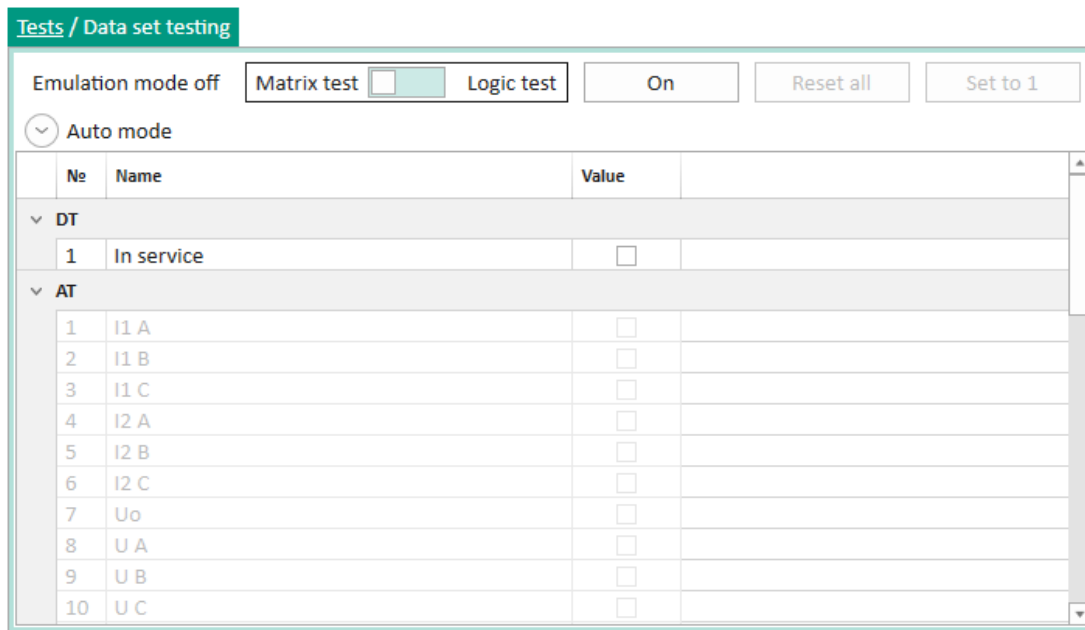 Tests / Data set testing
Emulation mode off Matrix test Logic test On Reset all Set to 1
Auto mode
№ Name Value
DT
1 In service
AT
1 I1 A
2 I1 B
3 I1 C
4 I2 A
5 I2 B
6 I2 C
7 Uo
8 U A
9 U B
10 U C